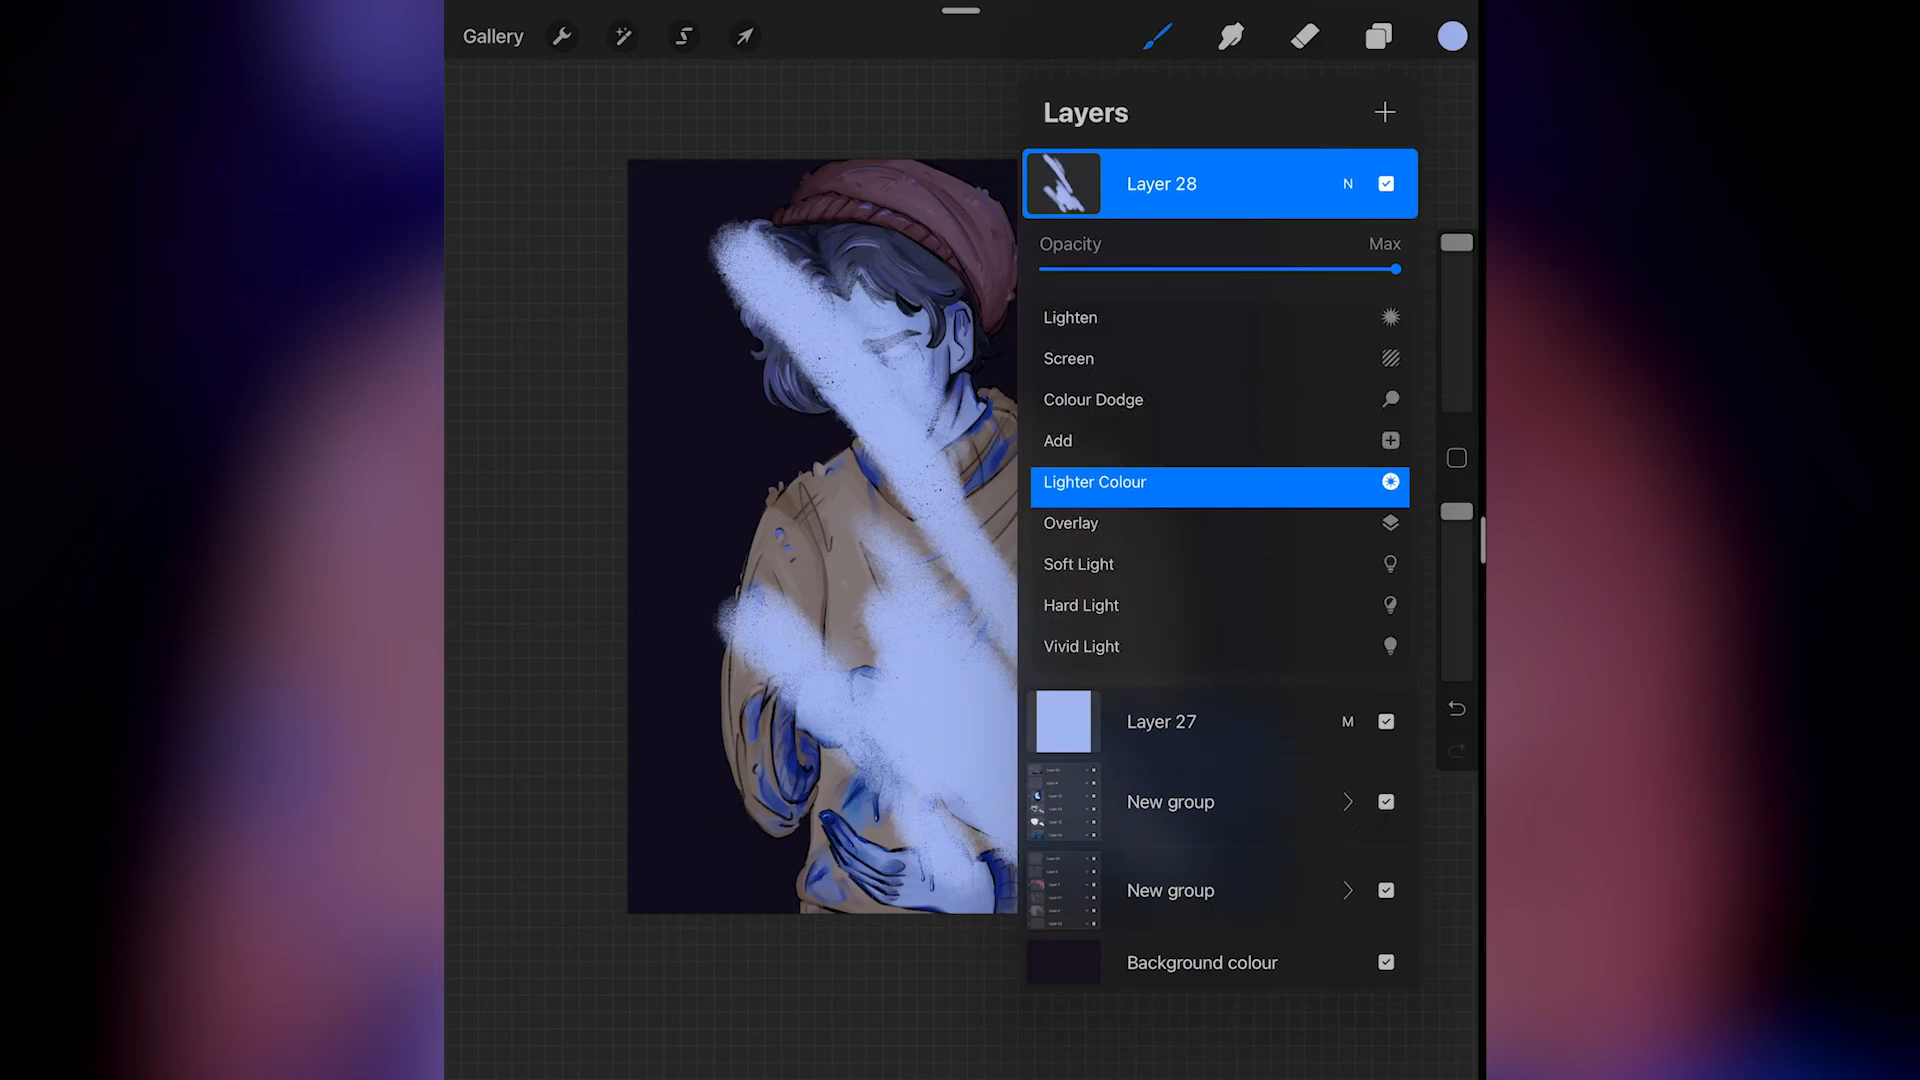 Gallery
Layers
Layer 28 N
Opacity Max
Lighten
Screen
Colour Dodge
Add
Lighter Colour
Overlay
Soft Light
Hard Light
Vivid Light
Layer 27 M
New group
New group
Background colour